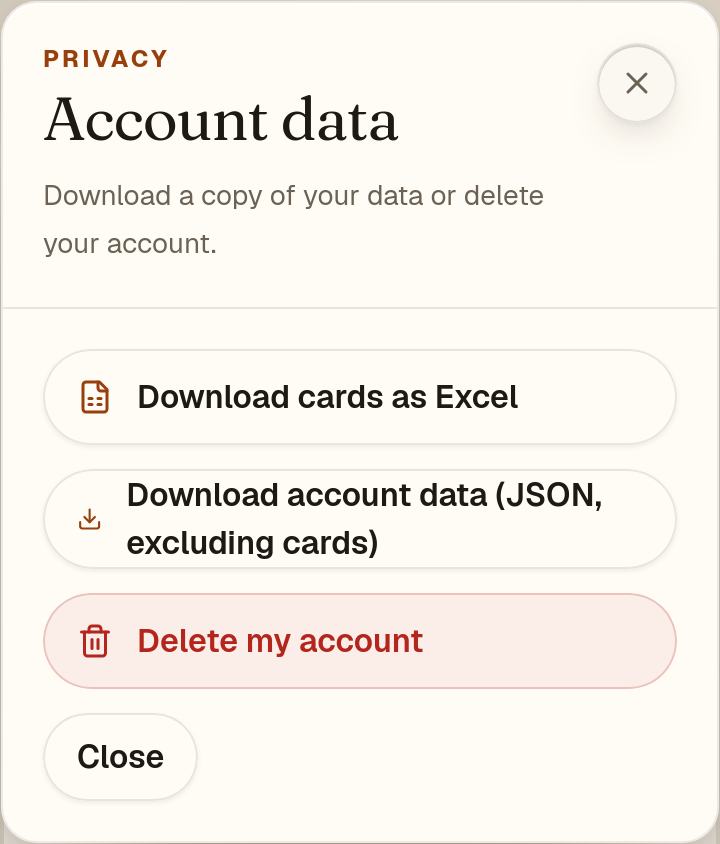 PRIVACY
Account data
Download a copy of your data or delete
your account.
Download cards as Excel
Download account data (JSON,
excluding cards)
Delete my account
Close